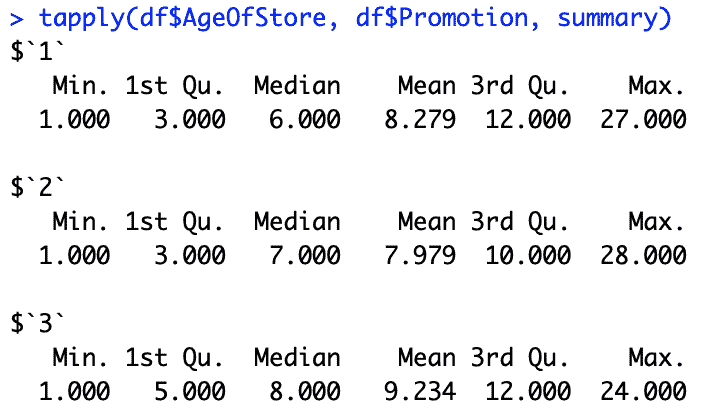 > tapply(df$AgeOfStore, df$Promotion, summary)
$`1`
Min. 1st Qu. Median Mean 3rd Qu. Max.
1.000 3.000 6.000 8.279 12.000 27.000
$`2`
Min. 1st Qu. Median Mean 3rd Qu. Max.
1.000 3.000 7.000 7.979 10.000 28.000
$`3`
Min. 1st Qu. Median Mean 3rd Qu. Max.
1.000 5.000 8.000 9.234 12.000 24.000